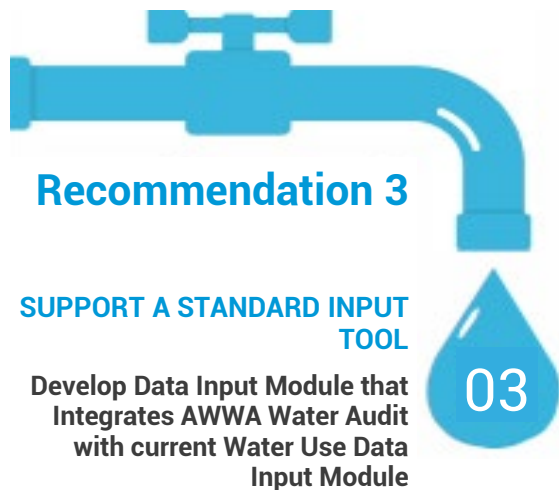 Recommendation 3
SUPPORT A STANDARD INPUT
TOOL
Develop Data Input Module that
Integrates AWWA Water Audit
with current Water Use Data
Input Module
03